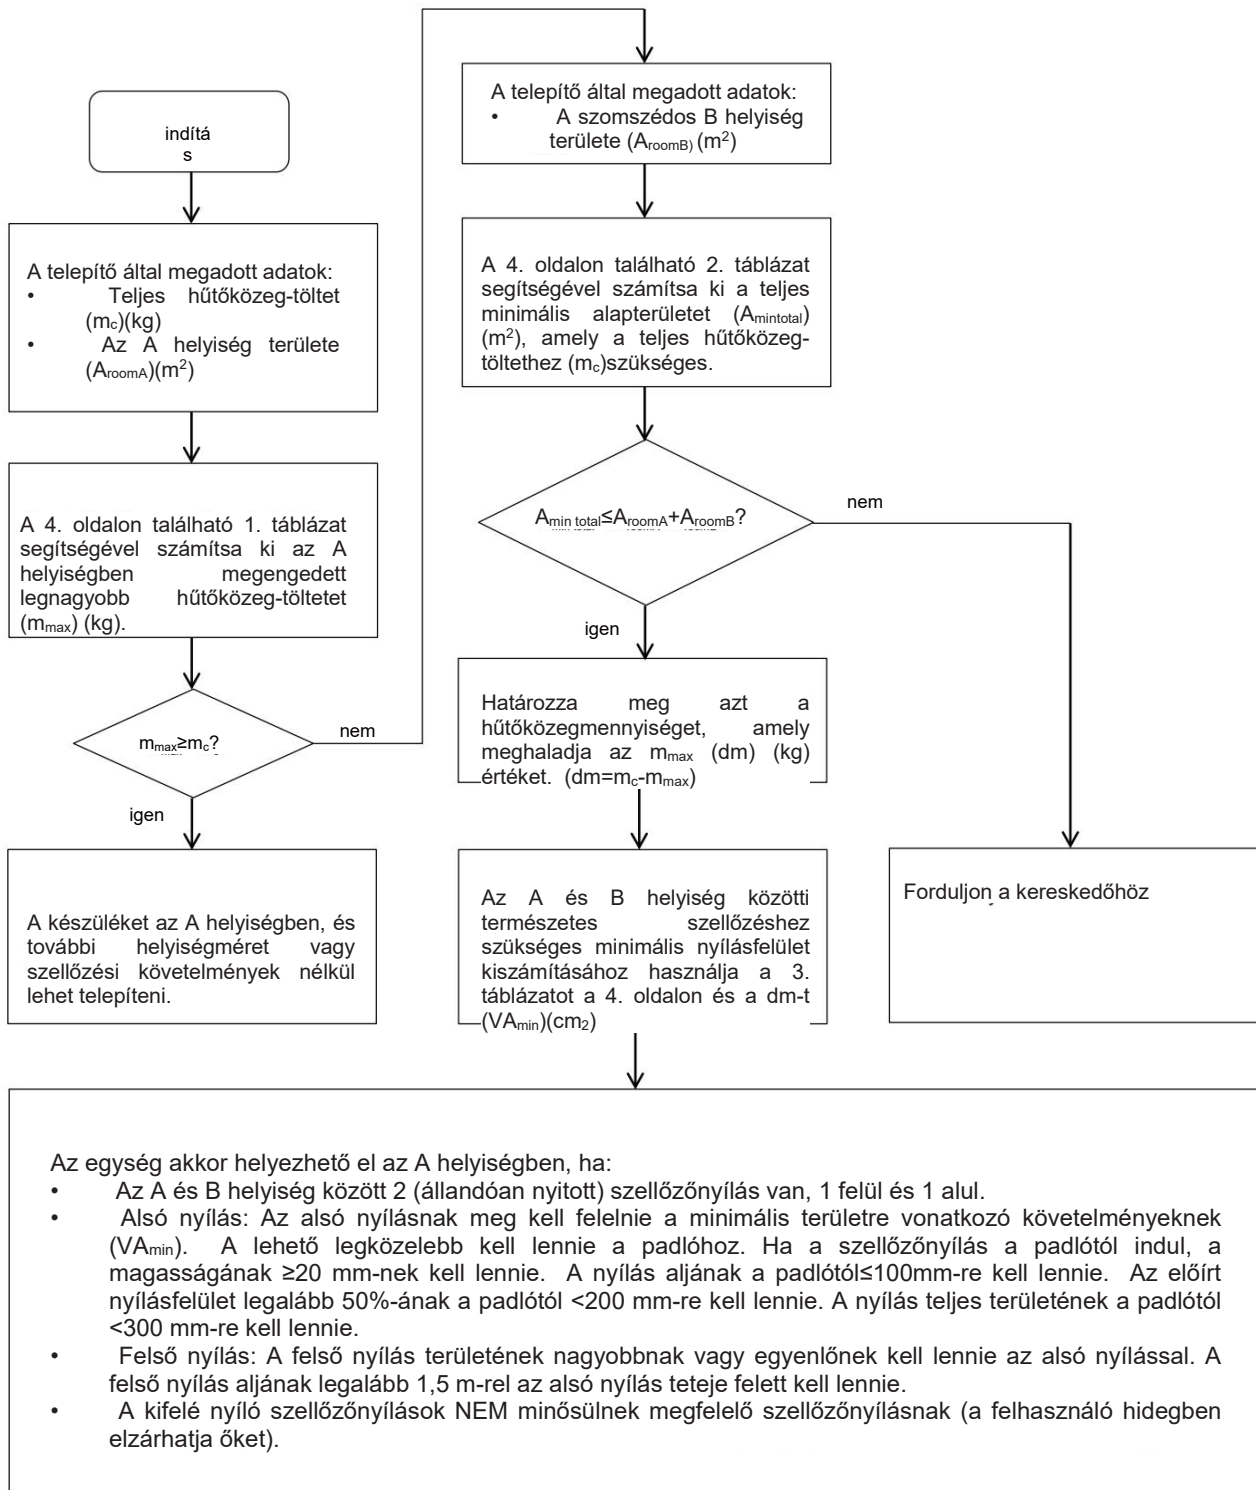 indítá
s
A telepítő által megadott adatok:
• Teljes hűtőközeg-töltet
(mc)(kg)
• Az A helyiség területe
(AroomA)(m²)
A 4. oldalon található 1. táblázat
segítségével számítsa ki az A
helyiségben megengedett
legnagyobb hűtőközeg-töltetet
(mmax) (kg).
mmax≥mc?
nem
igen
A készüléket az A helyiségben, és
további helyiségméret vagy
szellőzési követelmények nélkül
lehet telepíteni.
A telepítő által megadott adatok:
• A szomszédos B helyiség
területe (AroomB) (m²)
A 4. oldalon található 2. táblázat
segítségével számítsa ki a teljes
minimális alapterületet (Amintotal)
(m²), amely a teljes hűtőközeg-
töltethez (mc)szükséges.
Amin total≤AroomA+AroomB?
nem
igen
Határozza meg azt a
hűtőközegmennyiséget, amely
meghaladja az mmax (dm) (kg)
értéket. (dm=mc-mmax)
Az A és B helyiség közötti
természetes szellőzéshez
szükséges minimális nyílásfelület
kiszámításához használja a 3.
táblázatot a 4. oldalon és a dm-t
(VAmin)(cm2)
Forduljon a kereskedőhöz
Az egység akkor helyezhető el az A helyiségben, ha:
• Az A és B helyiség között 2 (állandóan nyitott) szellőzőnyílás van, 1 felül és 1 alul.
• Alsó nyílás: Az alsó nyílásnak meg kell felelnie a minimális területre vonatkozó követelményeknek
(VAmin). A lehető legközelebb kell lennie a padlóhoz. Ha a szellőzőnyílás a padlótól indul, a
magasságának ≥20 mm-nek kell lennie. A nyílás aljának a padlótól≤100mm-re kell lennie. Az előírt
nyílásfelület legalább 50%-ának a padlótól <200 mm-re kell lennie. A nyílás teljes területének a padlótól
<300 mm-re kell lennie.
• Felső nyílás: A felső nyílás területének nagyobbnak vagy egyenlőnek kell lennie az alsó nyílással. A
felső nyílás aljának legalább 1,5 m-rel az alsó nyílás teteje felett kell lennie.
• A kifelé nyíló szellőzőnyílások NEM minősülnek megfelelő szellőzőnyílásnak (a felhasználó hidegben
elzárhatja őket).